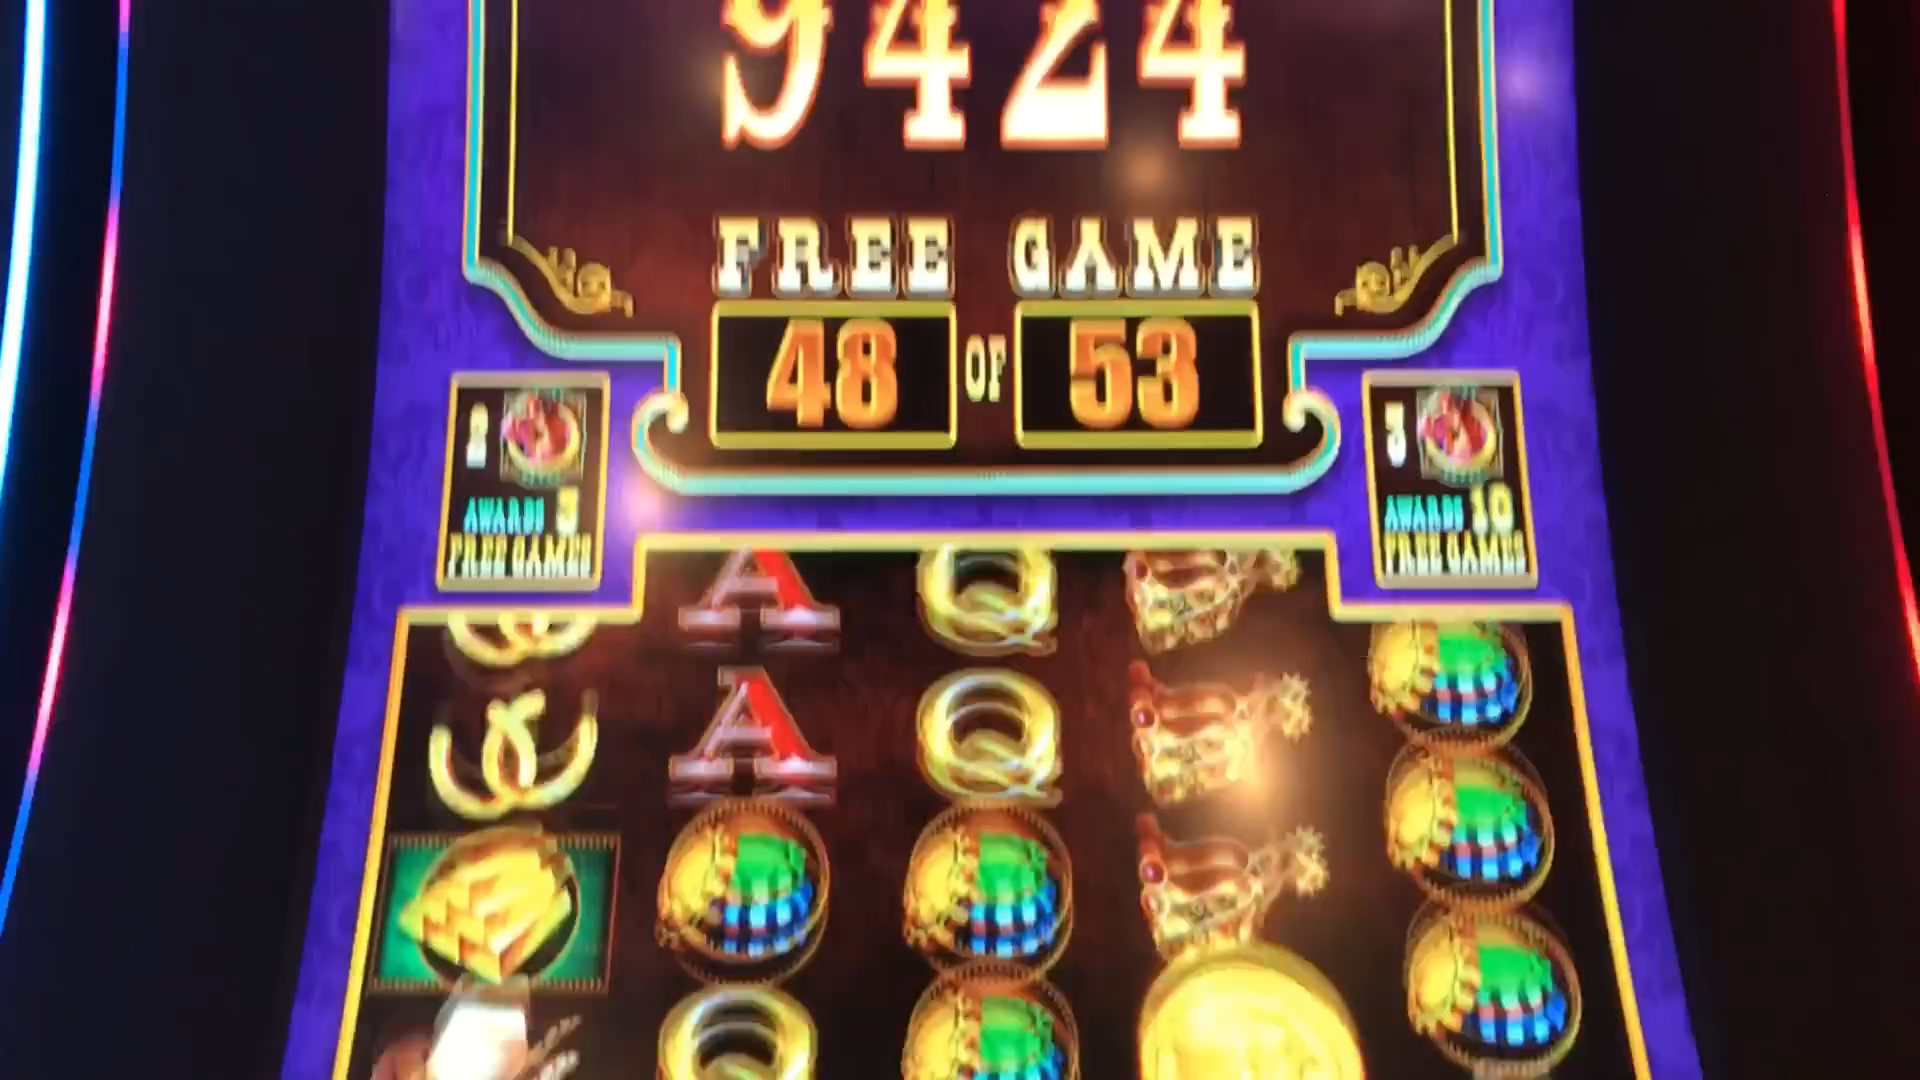 9424
FREE GAME
48 OF 53
2
AWARDS 5
FREE GAMES
3
AWARDS 10
FREE GAMES
A Q
A Q
Q